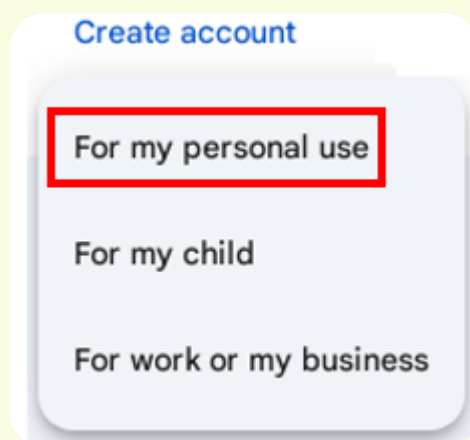 Create account
For my personal use
For my child
For work or my business